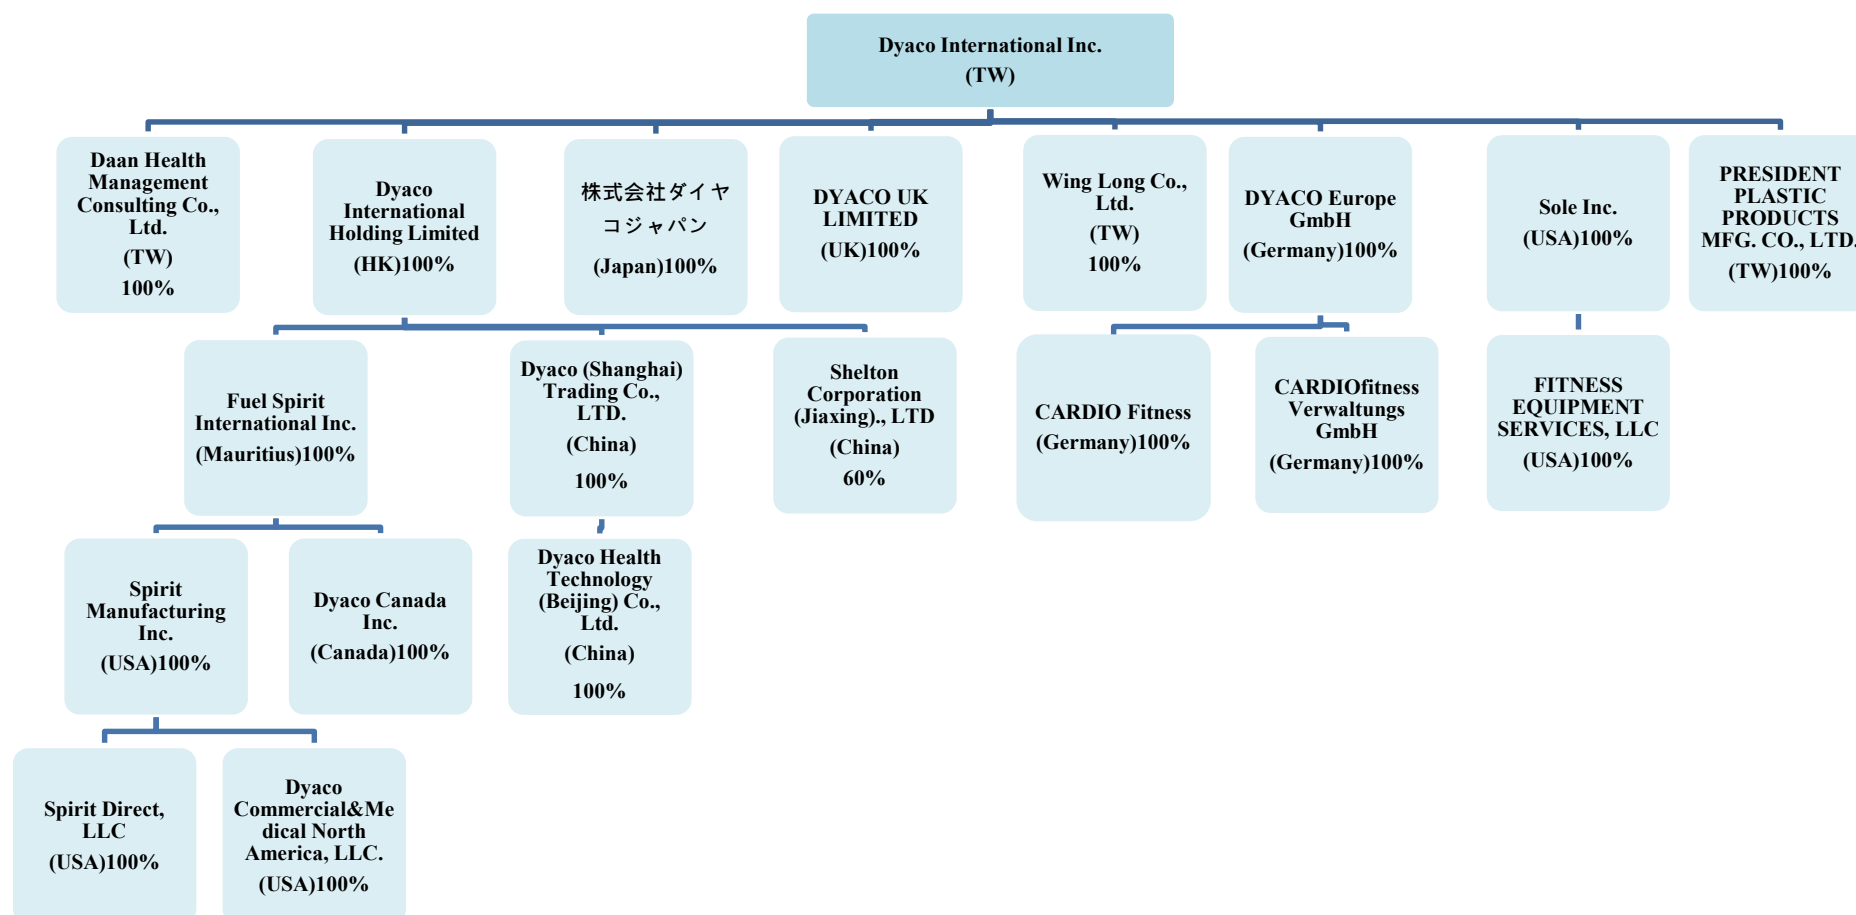 Dyaco International Inc.
(TW)
Daan Health
Management
Consulting Co.,
Ltd.
(TW)
100%
Dyaco
International
Holding Limited
(HK)100%
株式会社ダイヤ
コジャパン
(Japan)100%
DYACO UK
LIMITED
(UK)100%
Wing Long Co.,
Ltd.
(TW)
100%
DYACO Europe
GmbH
(Germany)100%
Sole Inc.
(USA)100%
PRESIDENT
PLASTIC
PRODUCTS
MFG. CO., LTD.
(TW)100%
Fuel Spirit
International Inc.
(Mauritius)100%
Dyaco (Shanghai)
Trading Co.,
LTD.
(China)
100%
Shelton
Corporation
(Jiaxing)., LTD
(China)
60%
CARDIO Fitness
(Germany)100%
CARDIOfitness
Verwaltungs
GmbH
(Germany)100%
FITNESS
EQUIPMENT
SERVICES, LLC
(USA)100%
Spirit
Manufacturing
Inc.
(USA)100%
Dyaco Canada
Inc.
(Canada)100%
Dyaco Health
Technology
(Beijing) Co.,
Ltd.
(China)
100%
Spirit Direct,
LLC
(USA)100%
Dyaco
Commercial&Me
dical North
America, LLC.
(USA)100%